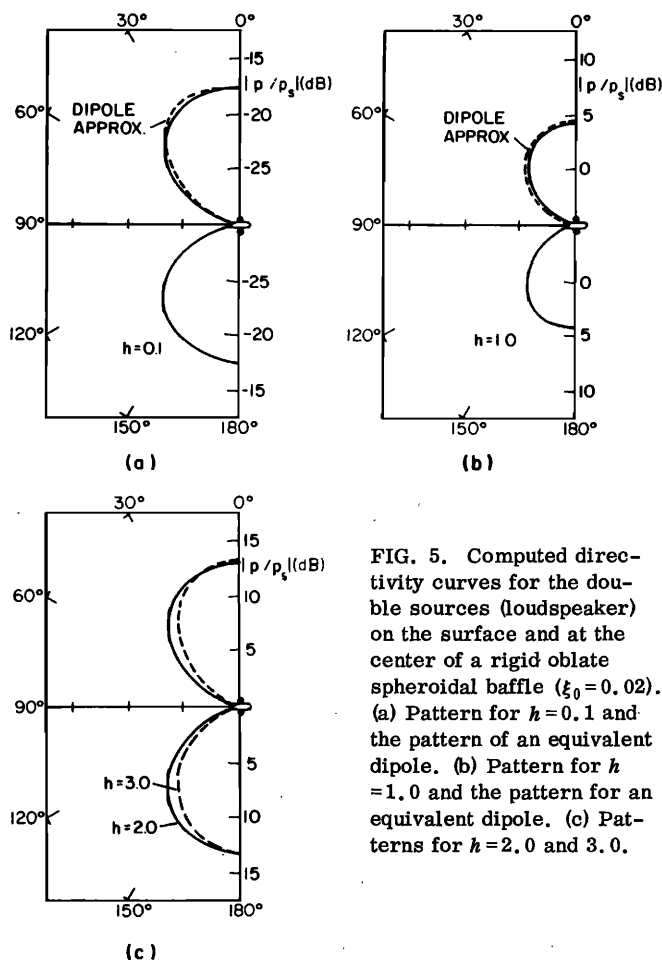 30° 0°
-15
|p/pₛ|(dB)
60°
DIPOLE
APPROX.
-20
-25
90°
-25
120°
-20
h=0.1
-15
150° 180°
(a)
30° 0°
10
|p/pₛ|(dB)
60°
DIPOLE
APPROX
5
0
90°
0
120°
5
h=1.0
10
150° 180°
(b)
30° 0°
15
|p/pₛ|(dB)
60°
10
5
90°
5
h=3.0
10
120°
h=2.0
15
150° 180°
(c)
FIG. 5. Computed direc-
tivity curves for the dou-
ble sources (loudspeaker)
on the surface and at the
center of a rigid oblate
spheroidal baffle (ξ₀=0.02).
(a) Pattern for h=0.1 and
the pattern of an equivalent
dipole. (b) Pattern for h
=1.0 and the pattern for an
equivalent dipole. (c) Pat-
terns for h=2.0 and 3.0.